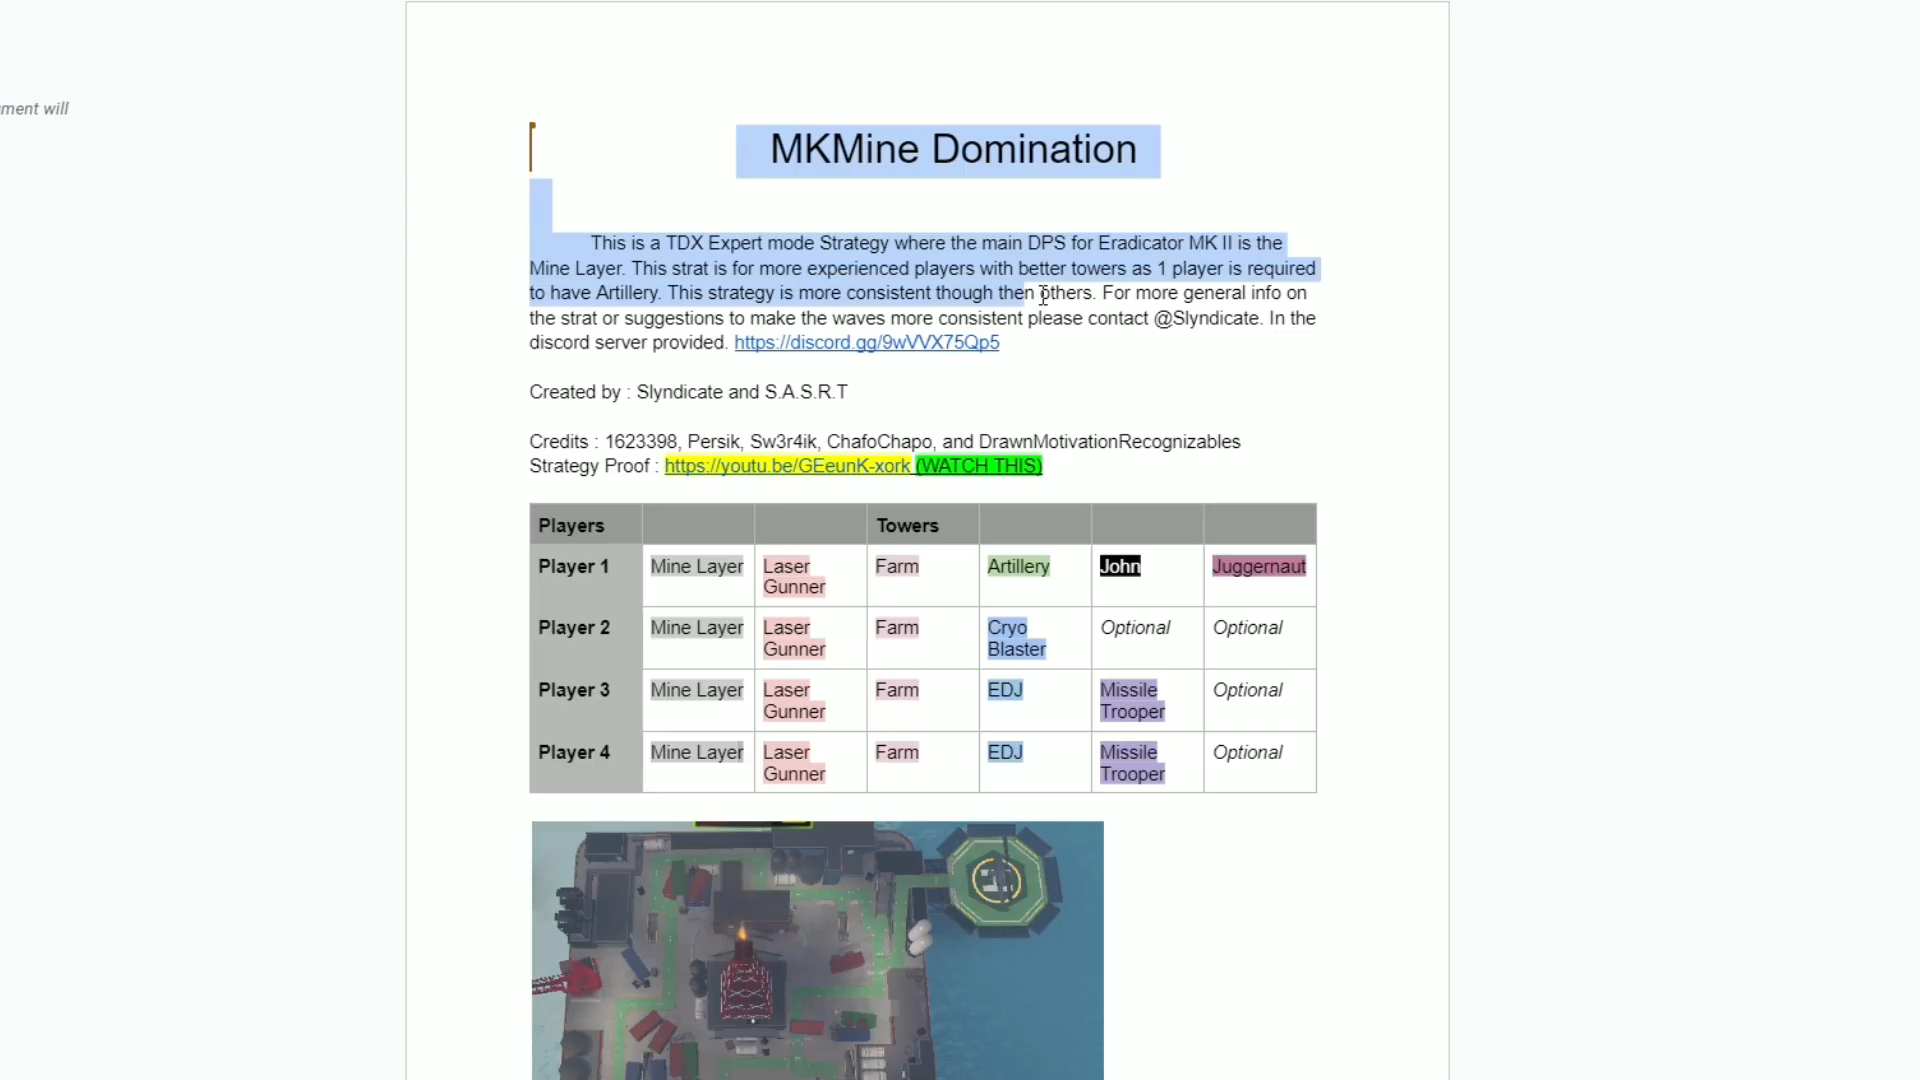 ment will
MKMine Domination
This is a TDX Expert mode Strategy where the main DPS for Eradicator MK II is the
Mine Layer. This strat is for more experienced players with better towers as 1 player is required
to have Artillery. This strategy is more consistent though then others. For more general info on
the strat or suggestions to make the waves more consistent please contact @Slyndicate. In the
discord server provided. https://discord.gg/9wVVX75Qp5
Created by : Slyndicate and S.A.S.R.T
Credits : 1623398, Persik, Sw3r4ik, ChafoChapo, and DrawnMotivationRecognizables
Strategy Proof : https://youtu.be/GEeunK-xork (WATCH THIS)
Players Towers
Player 1 Mine Layer Laser Gunner Farm Artillery John Juggernaut
Player 2 Mine Layer Laser Gunner Farm Cryo Blaster Optional Optional
Player 3 Mine Layer Laser Gunner Farm EDJ Missile Trooper Optional
Player 4 Mine Layer Laser Gunner Farm EDJ Missile Trooper Optional